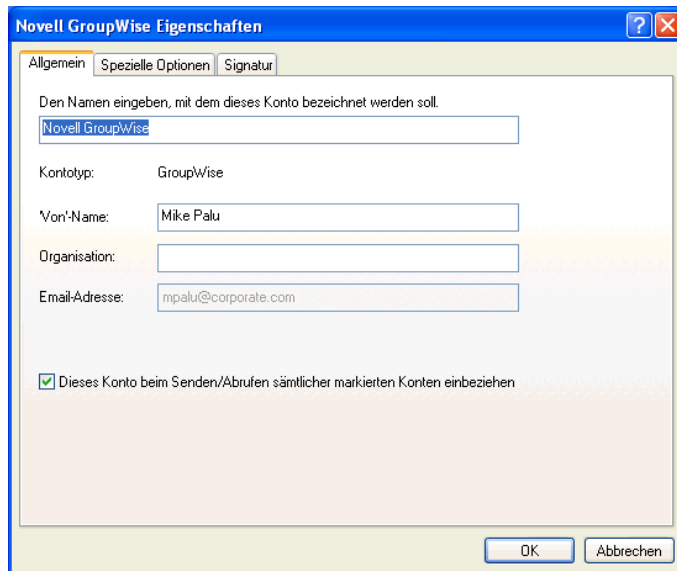 Novell GroupWise Eigenschaften
Allgemein Spezielle Optionen Signatur
Den Namen eingeben, mit dem dieses Konto bezeichnet werden soll.
Novell GroupWise
Kontotyp: GroupWise
'Von'-Name: Mike Palu
Organisation:
Email-Adresse: mpalu@corporate.com
Dieses Konto beim Senden/Abrufen sämtlicher markierten Konten einbeziehen
OK Abbrechen